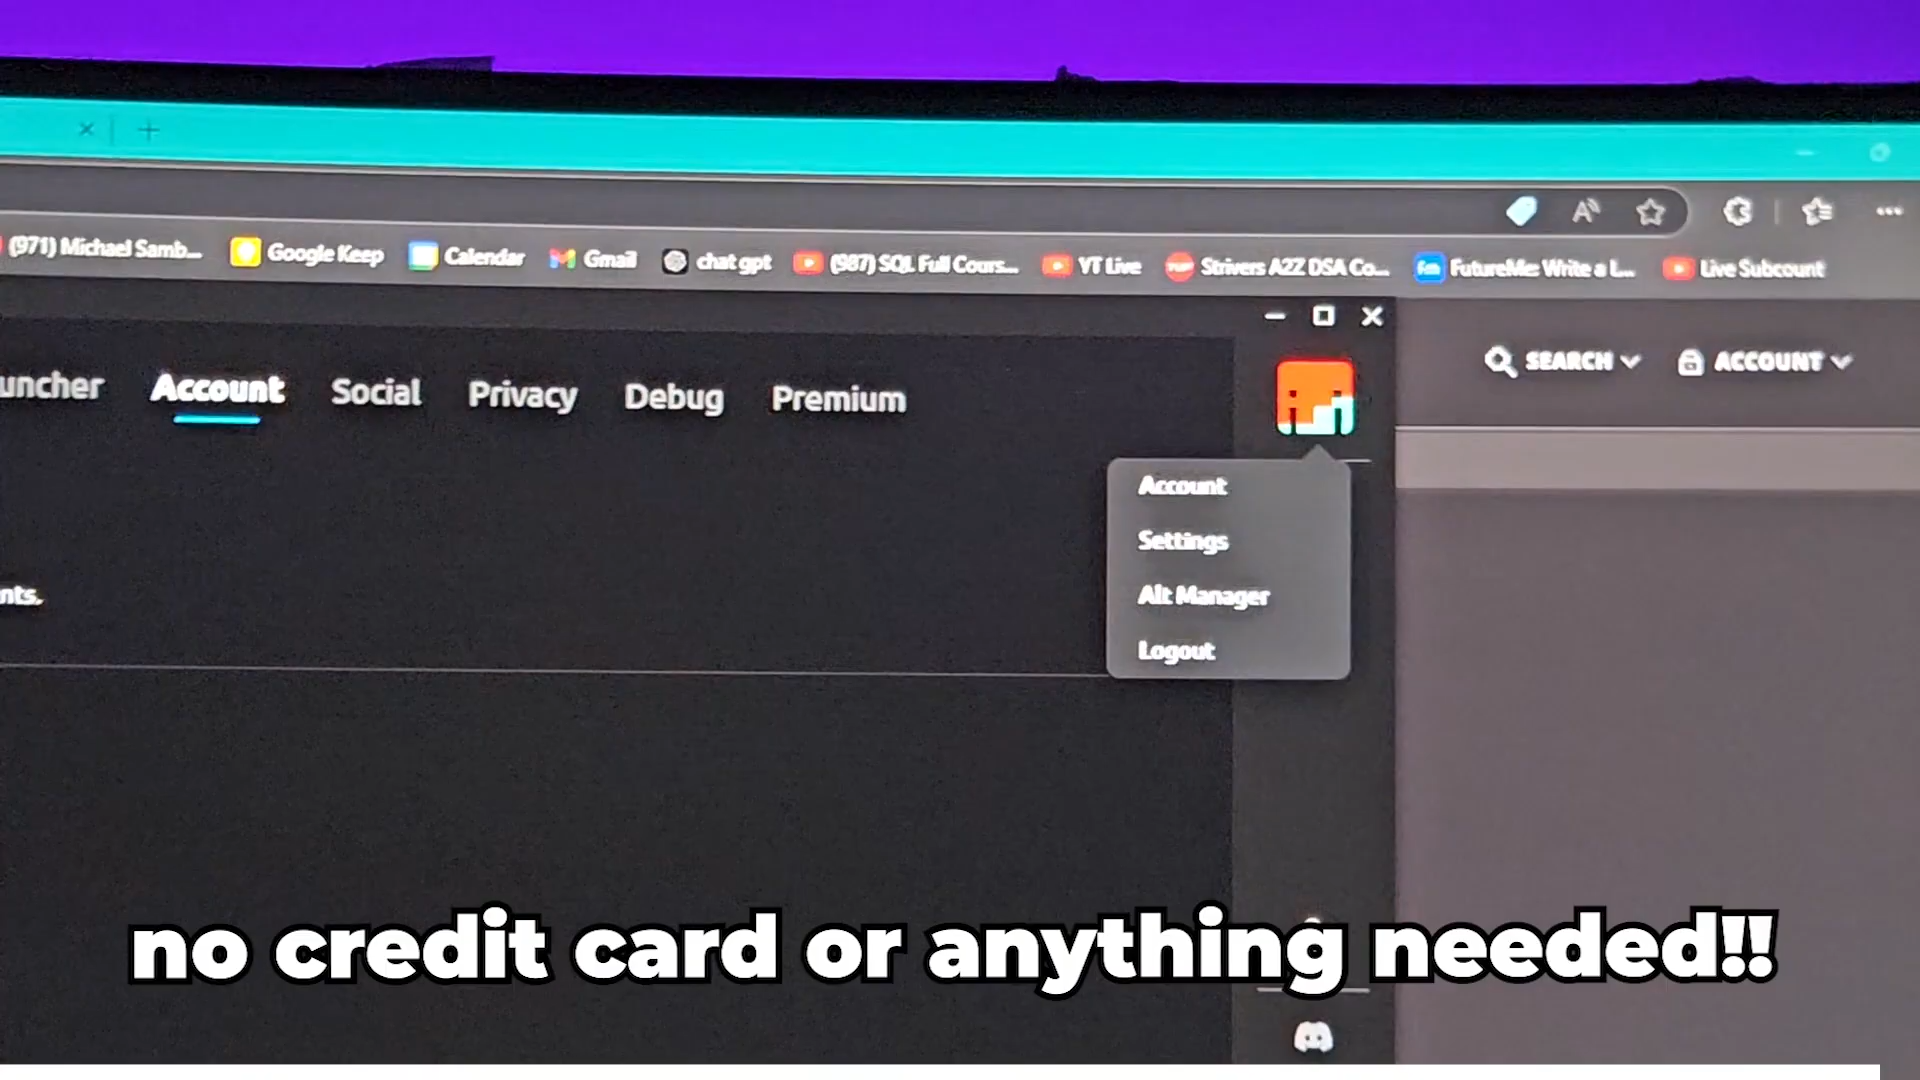 (971) Michael Samb... Google Keep Calendar Gmail chat gpt (987) SQL Full Cours... YT Live Strivers A2Z DSA Co... FutureMe: Write a L... Live Subcount
uncher Account Social Privacy Debug Premium
SEARCH ACCOUNT
Account
Settings
Alt Manager
Logout
nts.
no credit card or anything needed!!